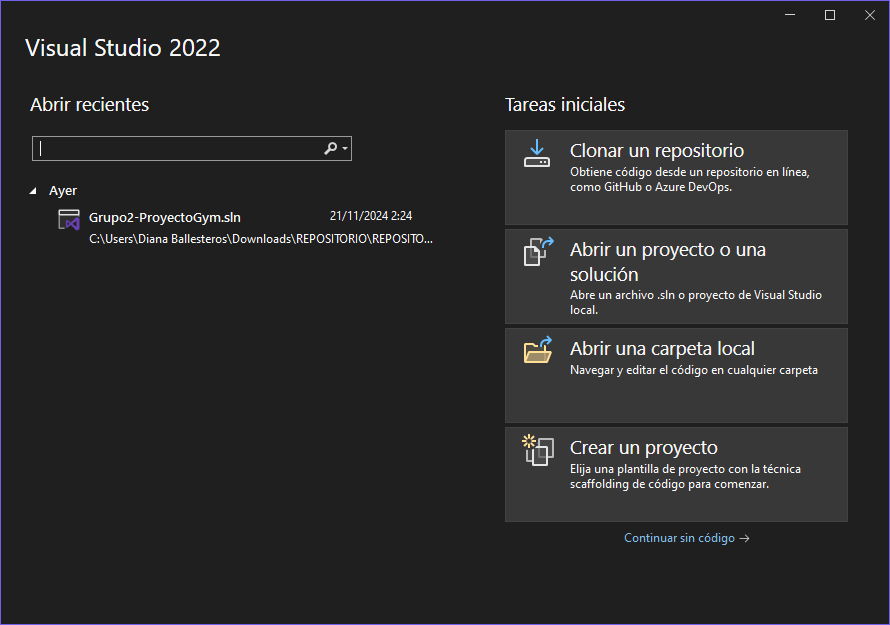 Visual Studio 2022
Abrir recientes
Ayer
Grupo2-ProyectoGym.sln 21/11/2024 2:24
C:\Users\Diana Ballesteros\Downloads\REPOSITORIO\REPOSITO...
Tareas iniciales
Clonar un repositorio
Obtiene código desde un repositorio en línea,
como GitHub o Azure DevOps.
Abrir un proyecto o una
solución
Abre un archivo .sln o proyecto de Visual Studio
local.
Abrir una carpeta local
Navegar y editar el código en cualquier carpeta
Crear un proyecto
Elija una plantilla de proyecto con la técnica
scaffolding de código para comenzar.
Continuar sin código →